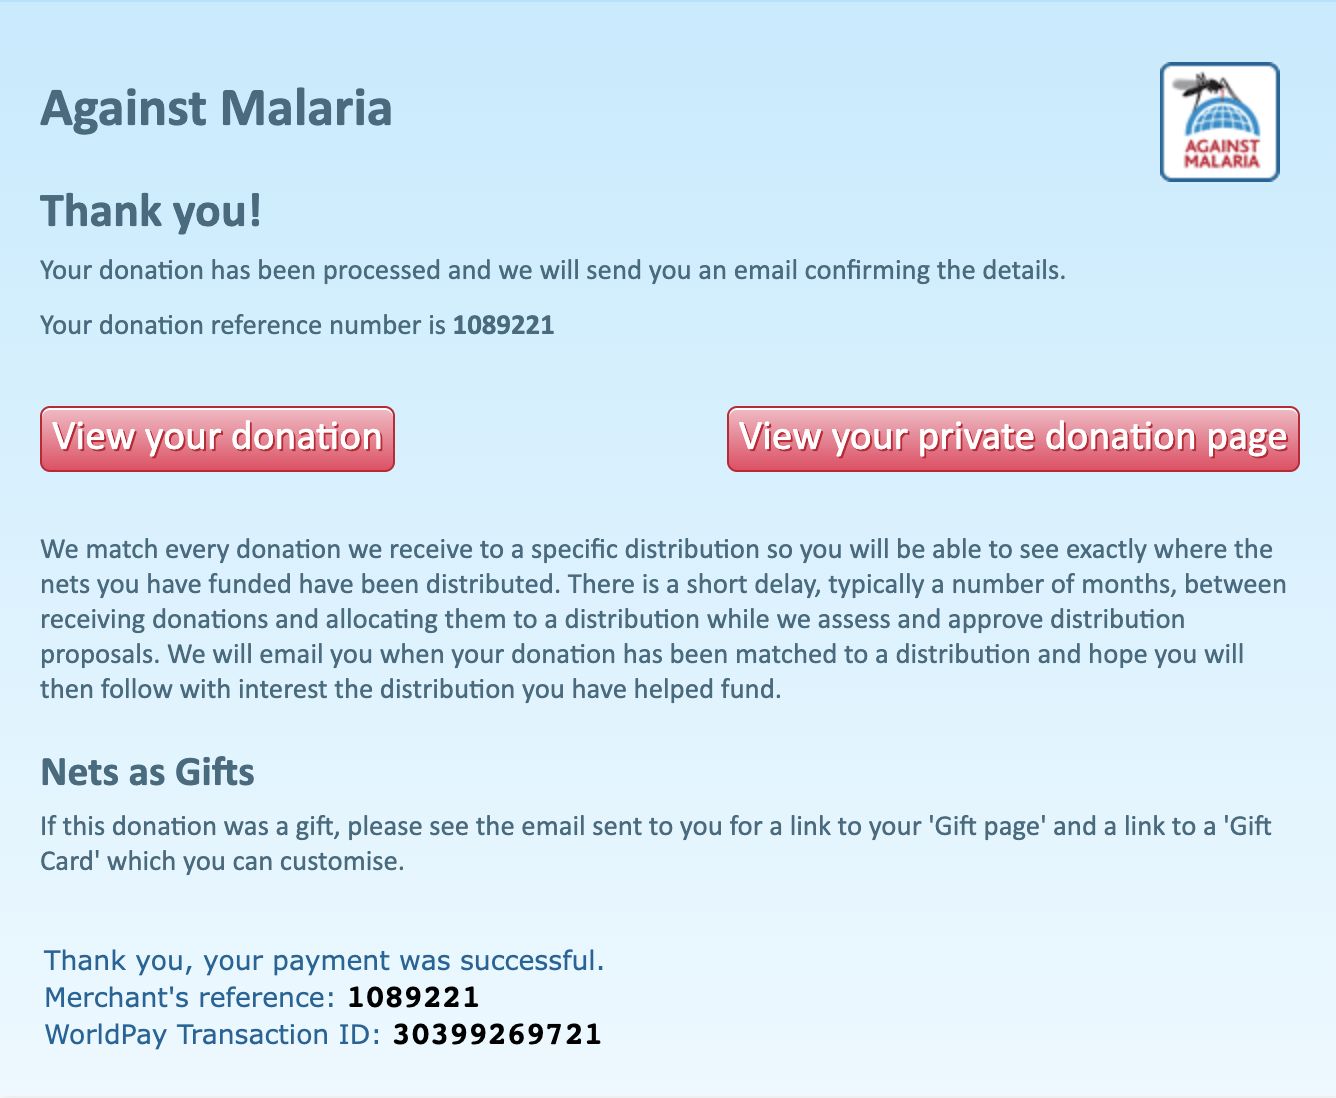 Against Malaria
AGAINST
MALARIA
Thank you!
Your donation has been processed and we will send you an email confirming the details.
Your donation reference number is 1089221
View your donation
View your private donation page
We match every donation we receive to a specific distribution so you will be able to see exactly where the
nets you have funded have been distributed. There is a short delay, typically a number of months, between
receiving donations and allocating them to a distribution while we assess and approve distribution
proposals. We will email you when your donation has been matched to a distribution and hope you will
then follow with interest the distribution you have helped fund.
Nets as Gifts
If this donation was a gift, please see the email sent to you for a link to your 'Gift page' and a link to a 'Gift
Card' which you can customise.
Thank you, your payment was successful.
Merchant's reference: 1089221
WorldPay Transaction ID: 30399269721